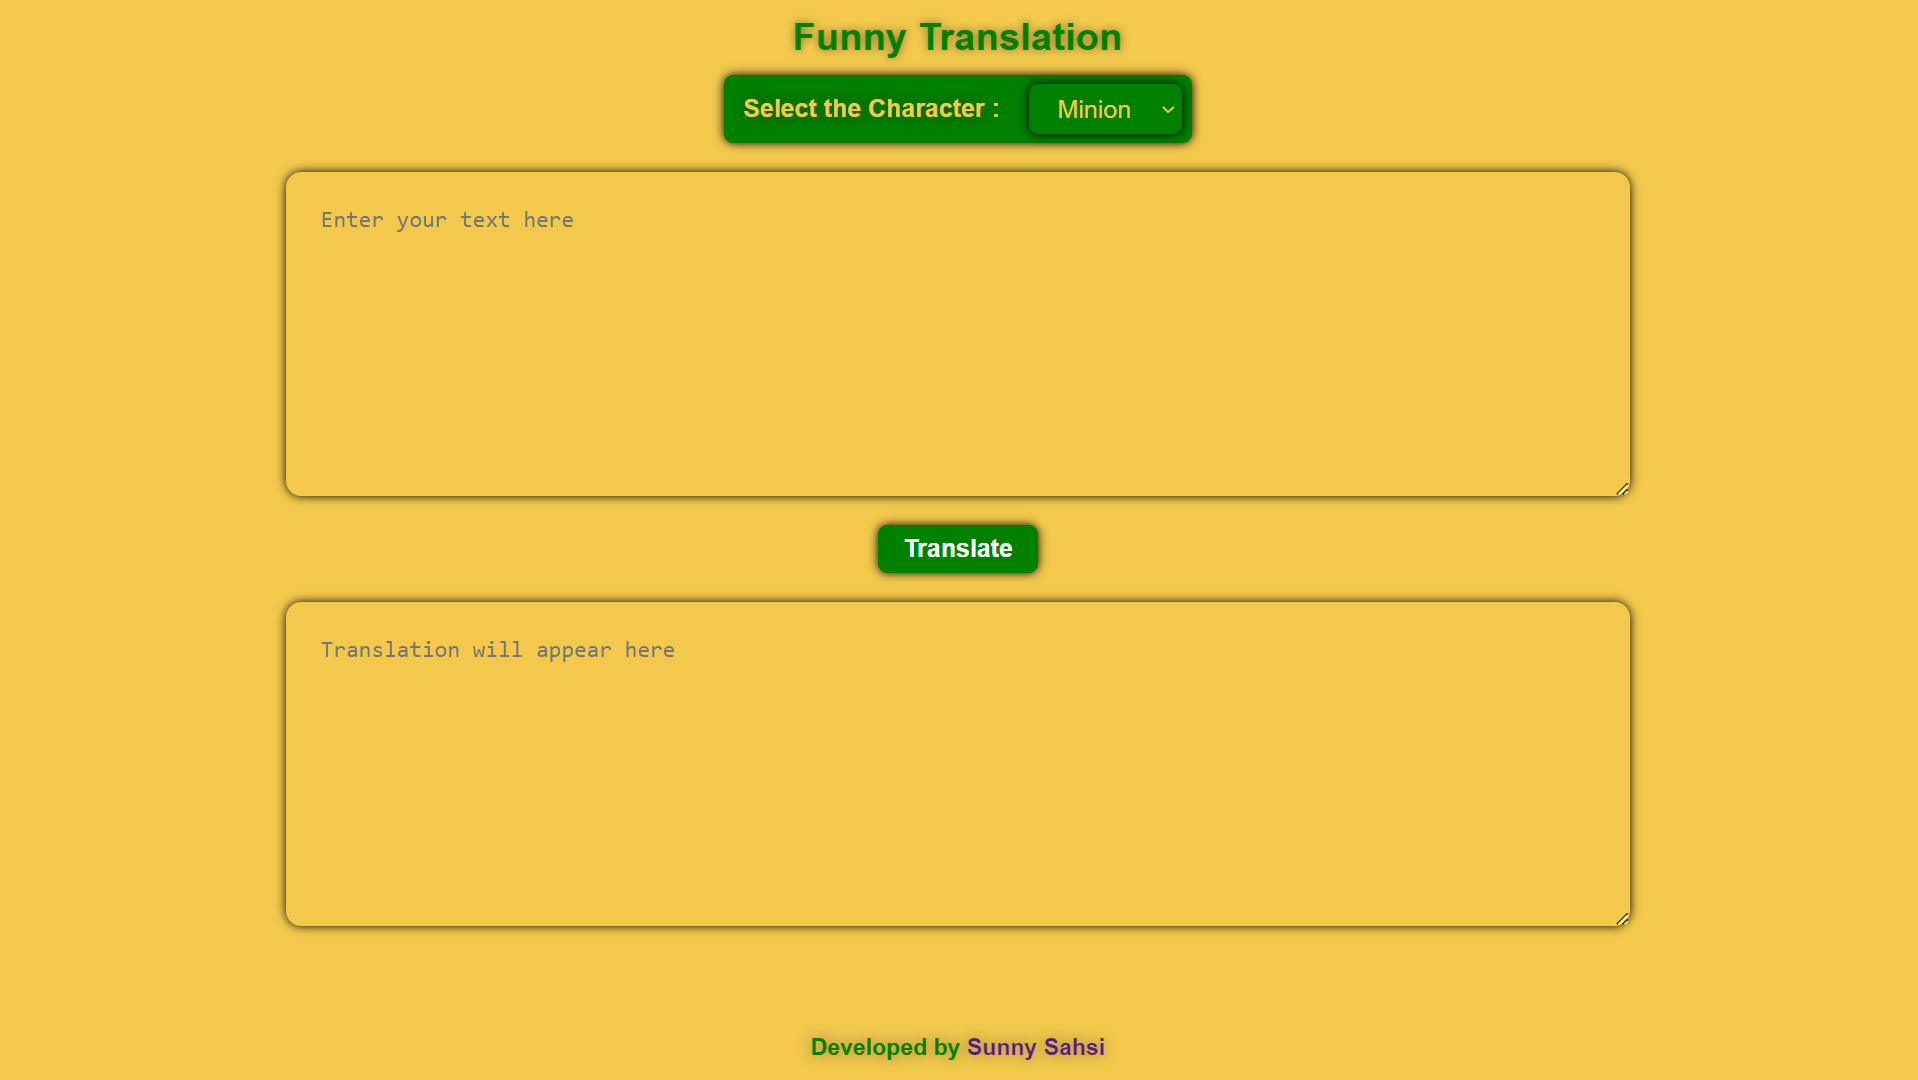 Funny Translation
Select the Character : Minion
Enter your text here
Translate
Translation will appear here
Developed by Sunny Sahsi